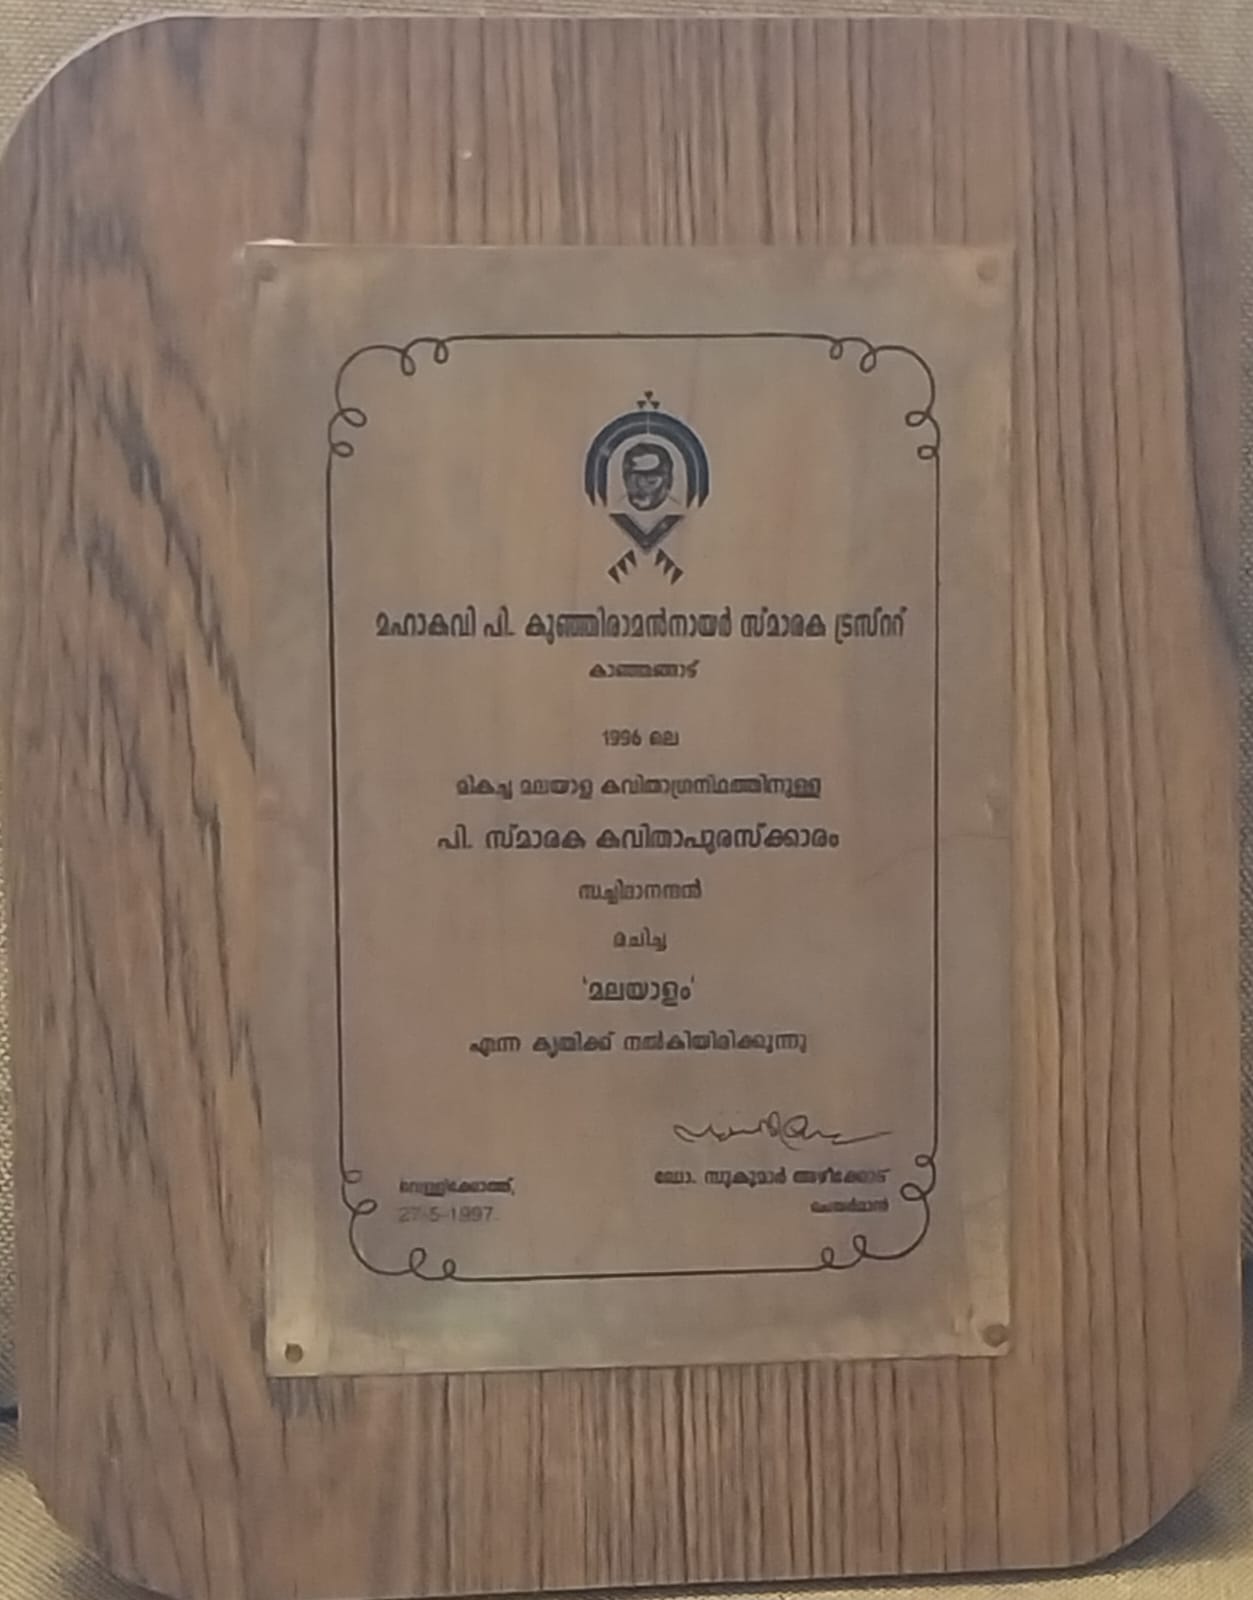 മഹാകവി പി. കുഞ്ഞിരാമൻനായർ സ്മാരക ട്രസ്ററ്
കാഞ്ഞങ്ങാട്
1996 ലെ
മികച്ച മലയാള കവിതാഗ്രന്ഥത്തിനുള്ള
പി. സ്മാരക കവിതാപുരസ്ക്കാരം
സച്ചിദാനന്ദൻ
രചിച്ച
'മലയാളം'
എന്ന കൃതിക്ക് നൽകിയിരിക്കുന്നു
ഡോ. സുകുമാർ അഴീക്കോട്
ചെയർമാൻ
വെള്ളിക്കോത്ത്,
27-5-1997.